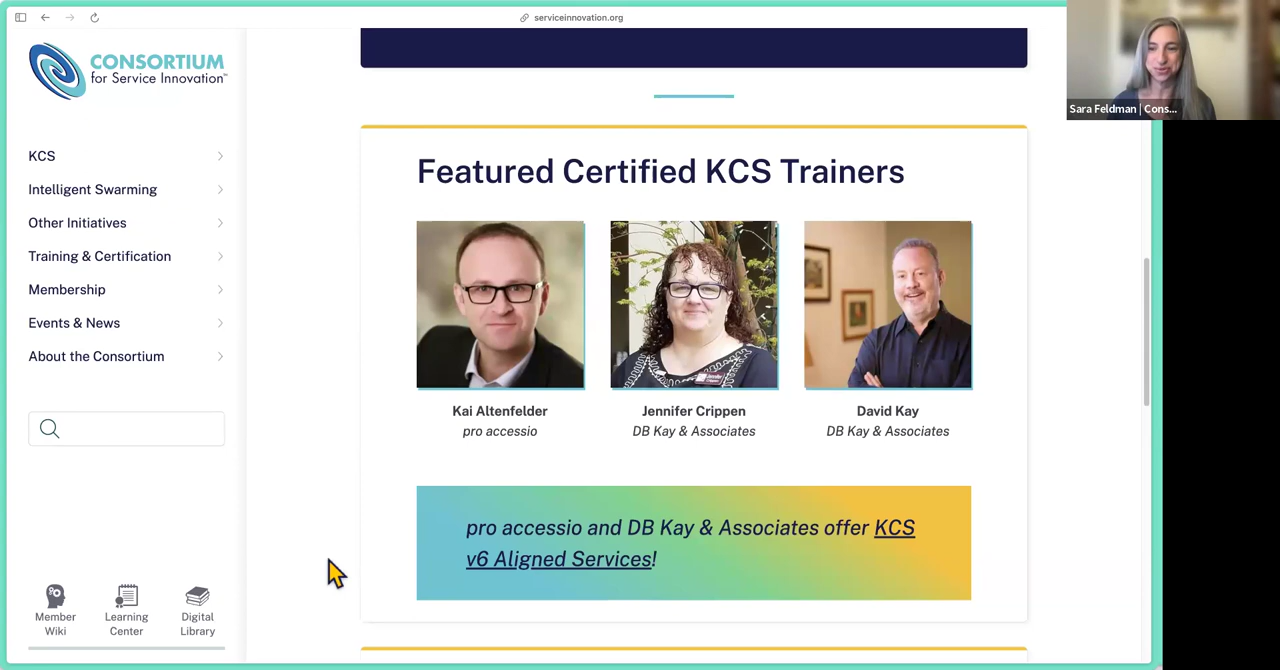 serviceinnovation.org
CONSORTIUM
for Service Innovation™
KCS
Intelligent Swarming
Other Initiatives
Training & Certification
Membership
Events & News
About the Consortium
Member
Wiki
Learning
Center
Digital
Library
Featured Certified KCS Trainers
Kai Altenfelder
pro accessio
Jennifer Crippen
DB Kay & Associates
David Kay
DB Kay & Associates
pro accessio and DB Kay & Associates offer KCS
v6 Aligned Services!
Sara Feldman | Cons...